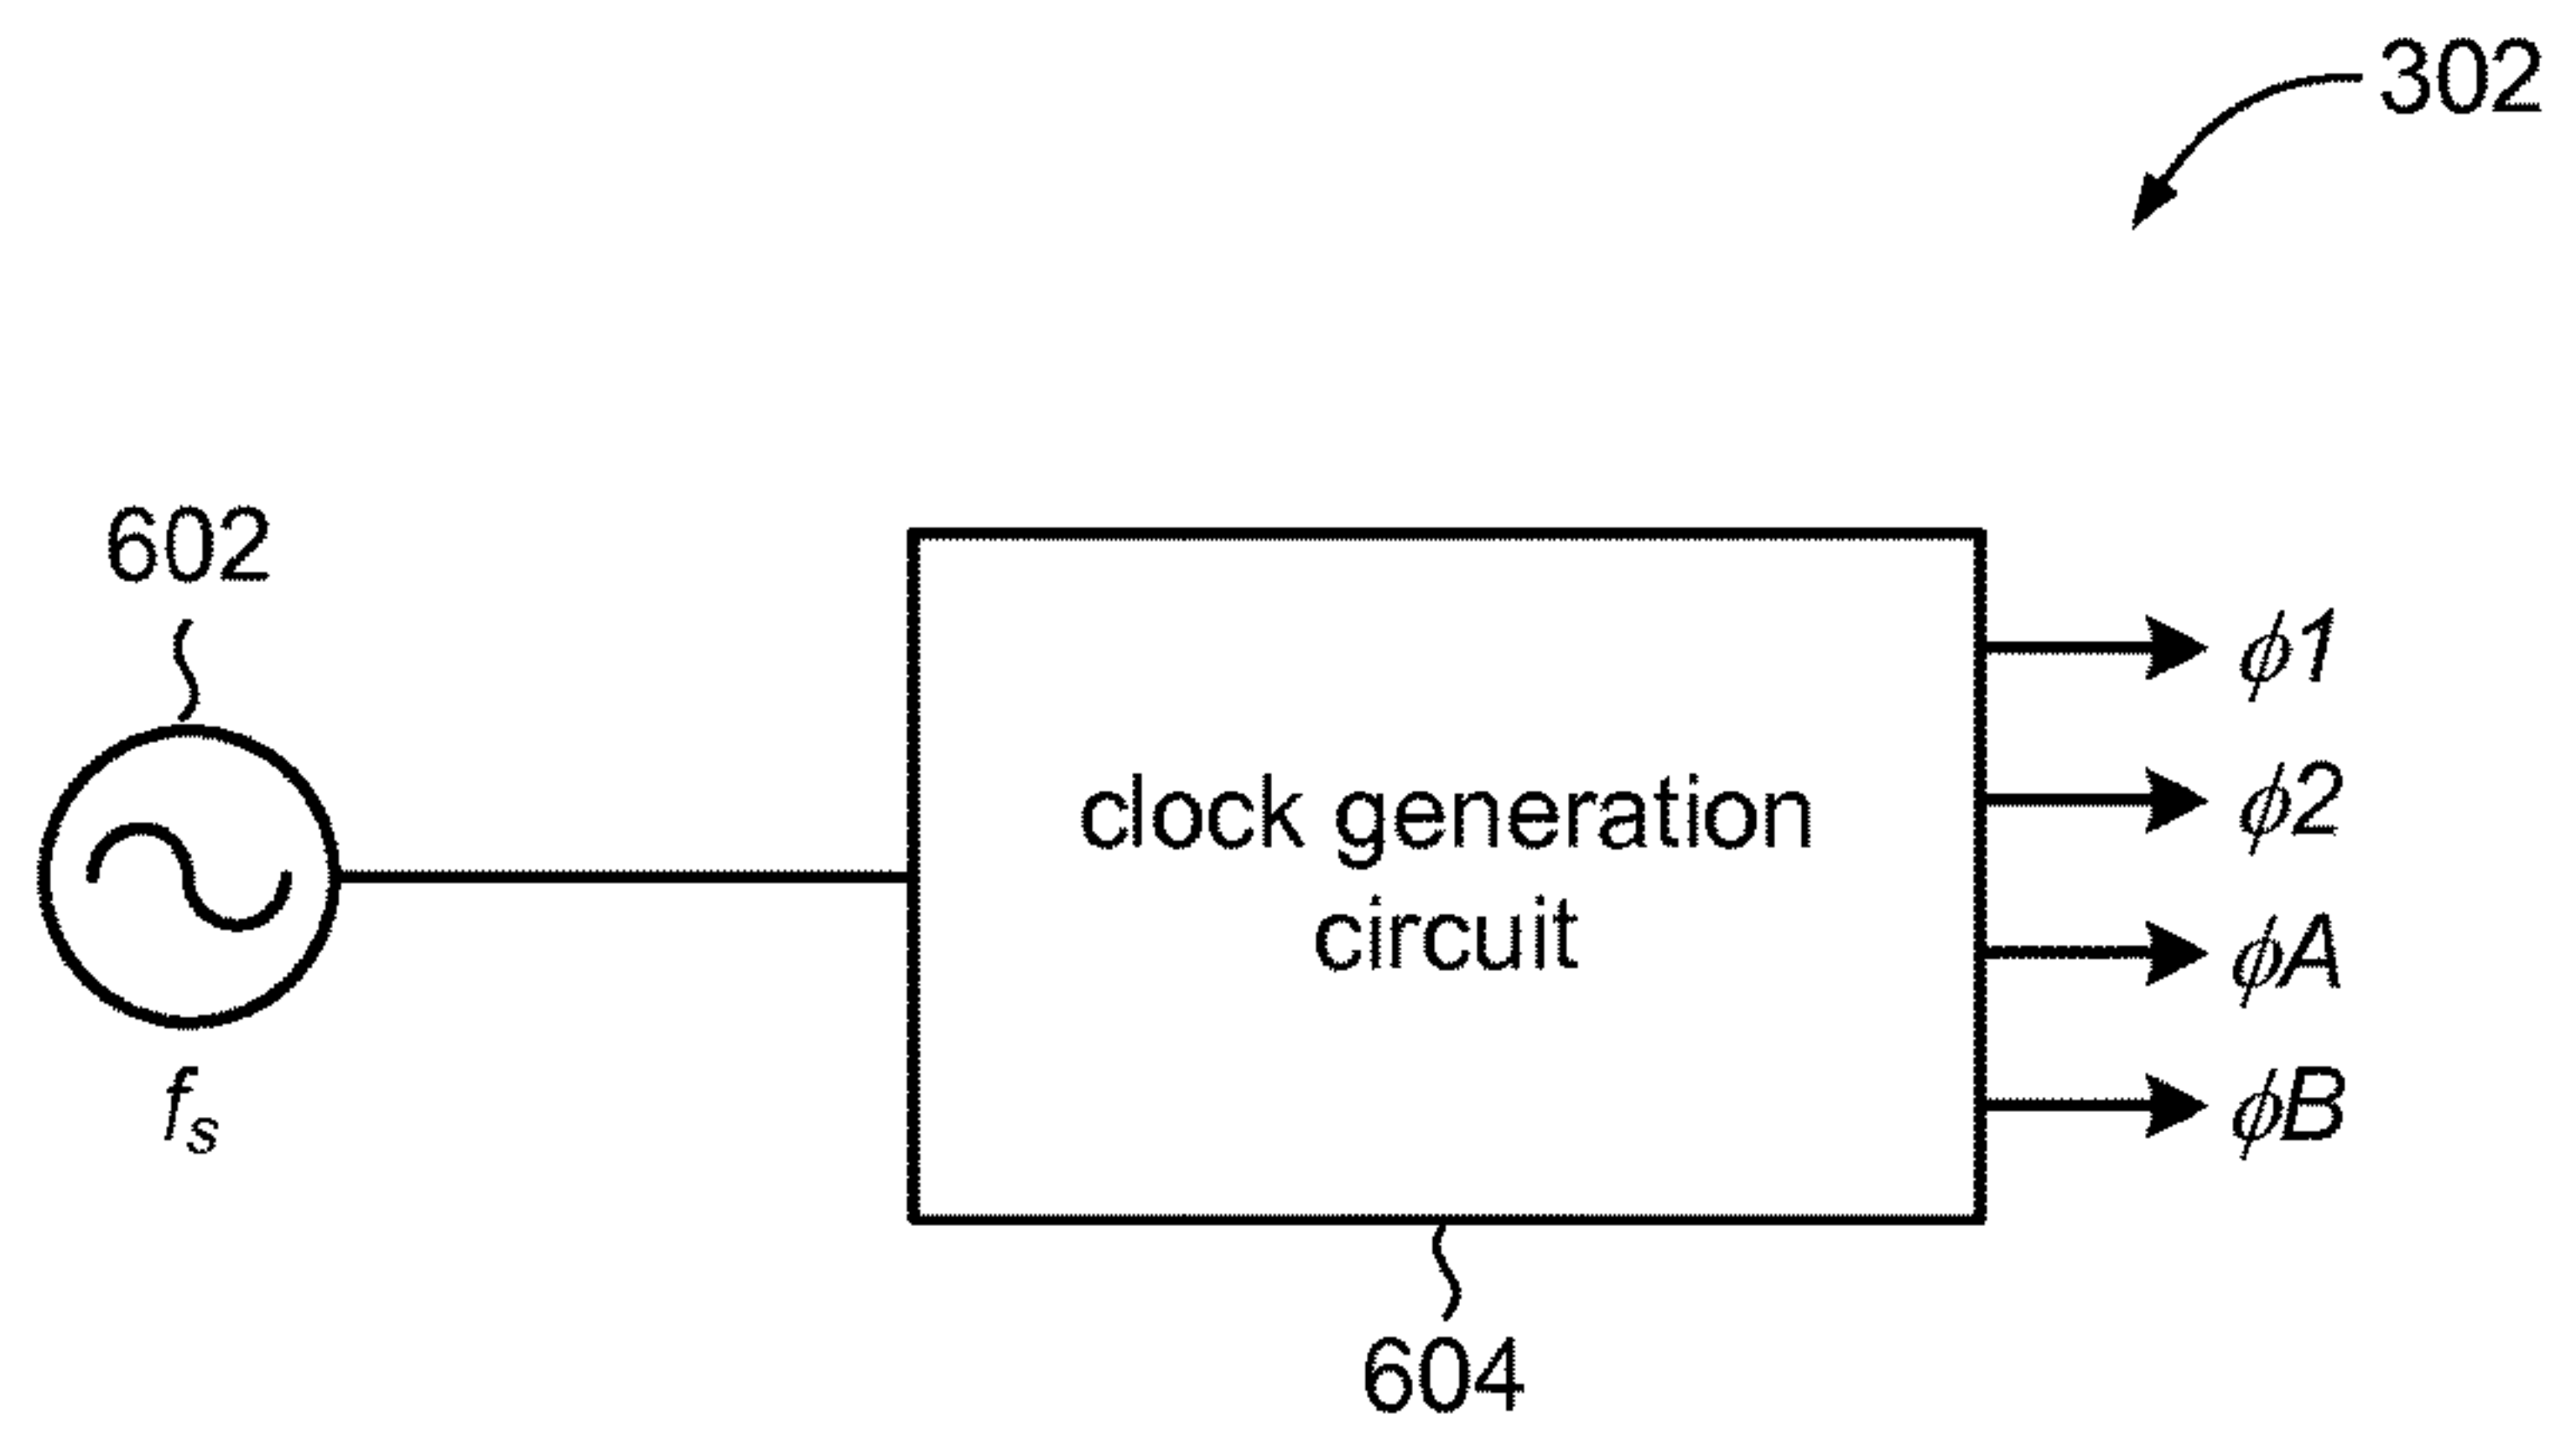 302
602
ϕ1
ϕ2
clock generation
circuit
ϕA
ϕB
fs
604